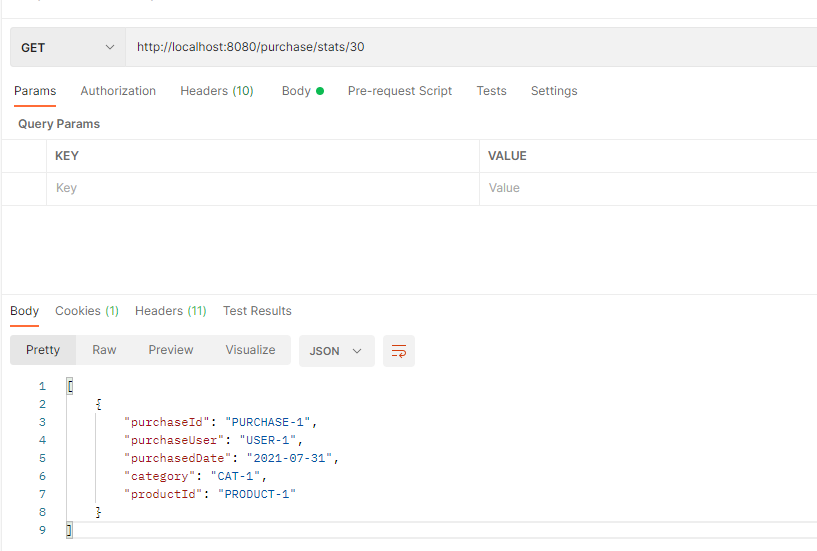 GET http://localhost:8080/purchase/stats/30
Params Authorization Headers (10) Body Pre-request Script Tests Settings
Query Params
KEY VALUE
Key Value
Body Cookies (1) Headers (11) Test Results
Pretty Raw Preview Visualize JSON
1 [
2 {
3 "purchaseId": "PURCHASE-1",
4 "purchaseUser": "USER-1",
5 "purchasedDate": "2021-07-31",
6 "category": "CAT-1",
7 "productId": "PRODUCT-1"
8 }
9 ]